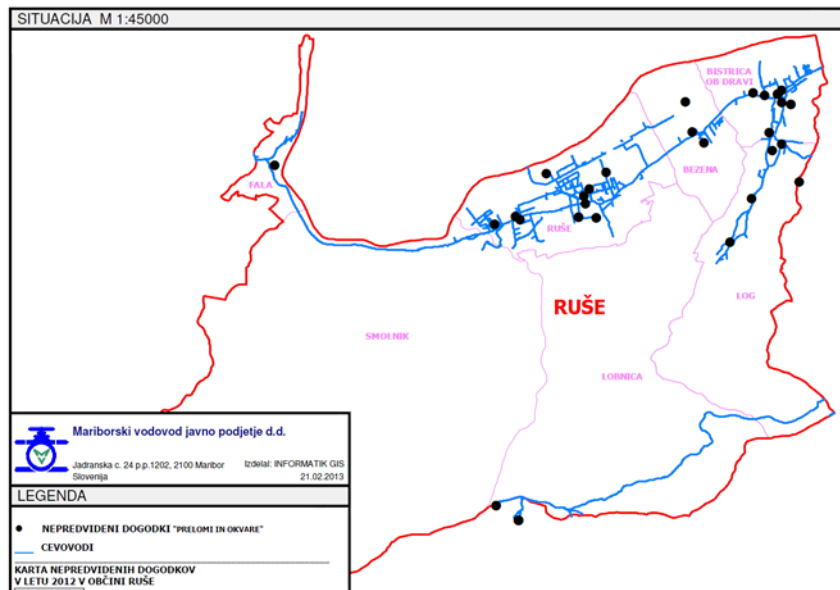 SITUACIJA M 1:45000
BISTRICA
OB DRAVI
BEZENA
FALA
RUŠE
LOG
RUŠE
SMOLNIK
LOBNICA
Mariborski vodovod javno podjetje d.d.
Jadranska c. 24 p.p.1202, 2100 Maribor
Slovenija
Izdelal: INFORMATIK GIS
21.02.2013
LEGENDA
NEPREDVIDENI DOGODKI "PRELOMI IN OKVARE"
CEVOVODI
KARTA NEPREDVIDENIH DOGODKOV
V LETU 2012 V OBČINI RUŠE